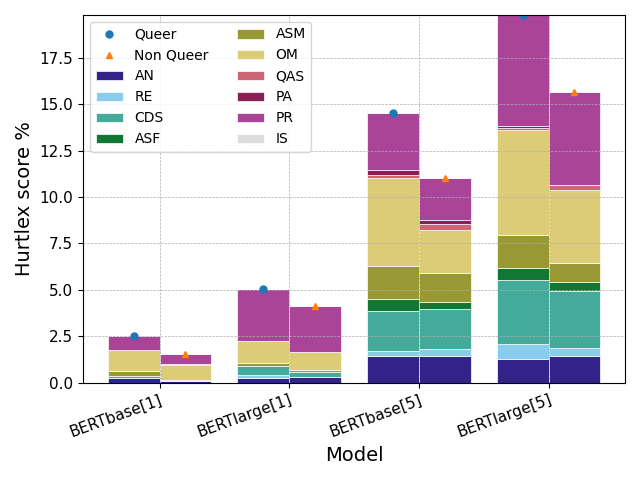 Queer
Non Queer
AN
RE
CDS
ASF
ASM
OM
QAS
PA
PR
IS
Hurtlex score %
17.5
15.0
12.5
10.0
7.5
5.0
2.5
0.0
BERTbase[1]
BERTlarge[1]
BERTbase[5]
BERTlarge[5]
Model